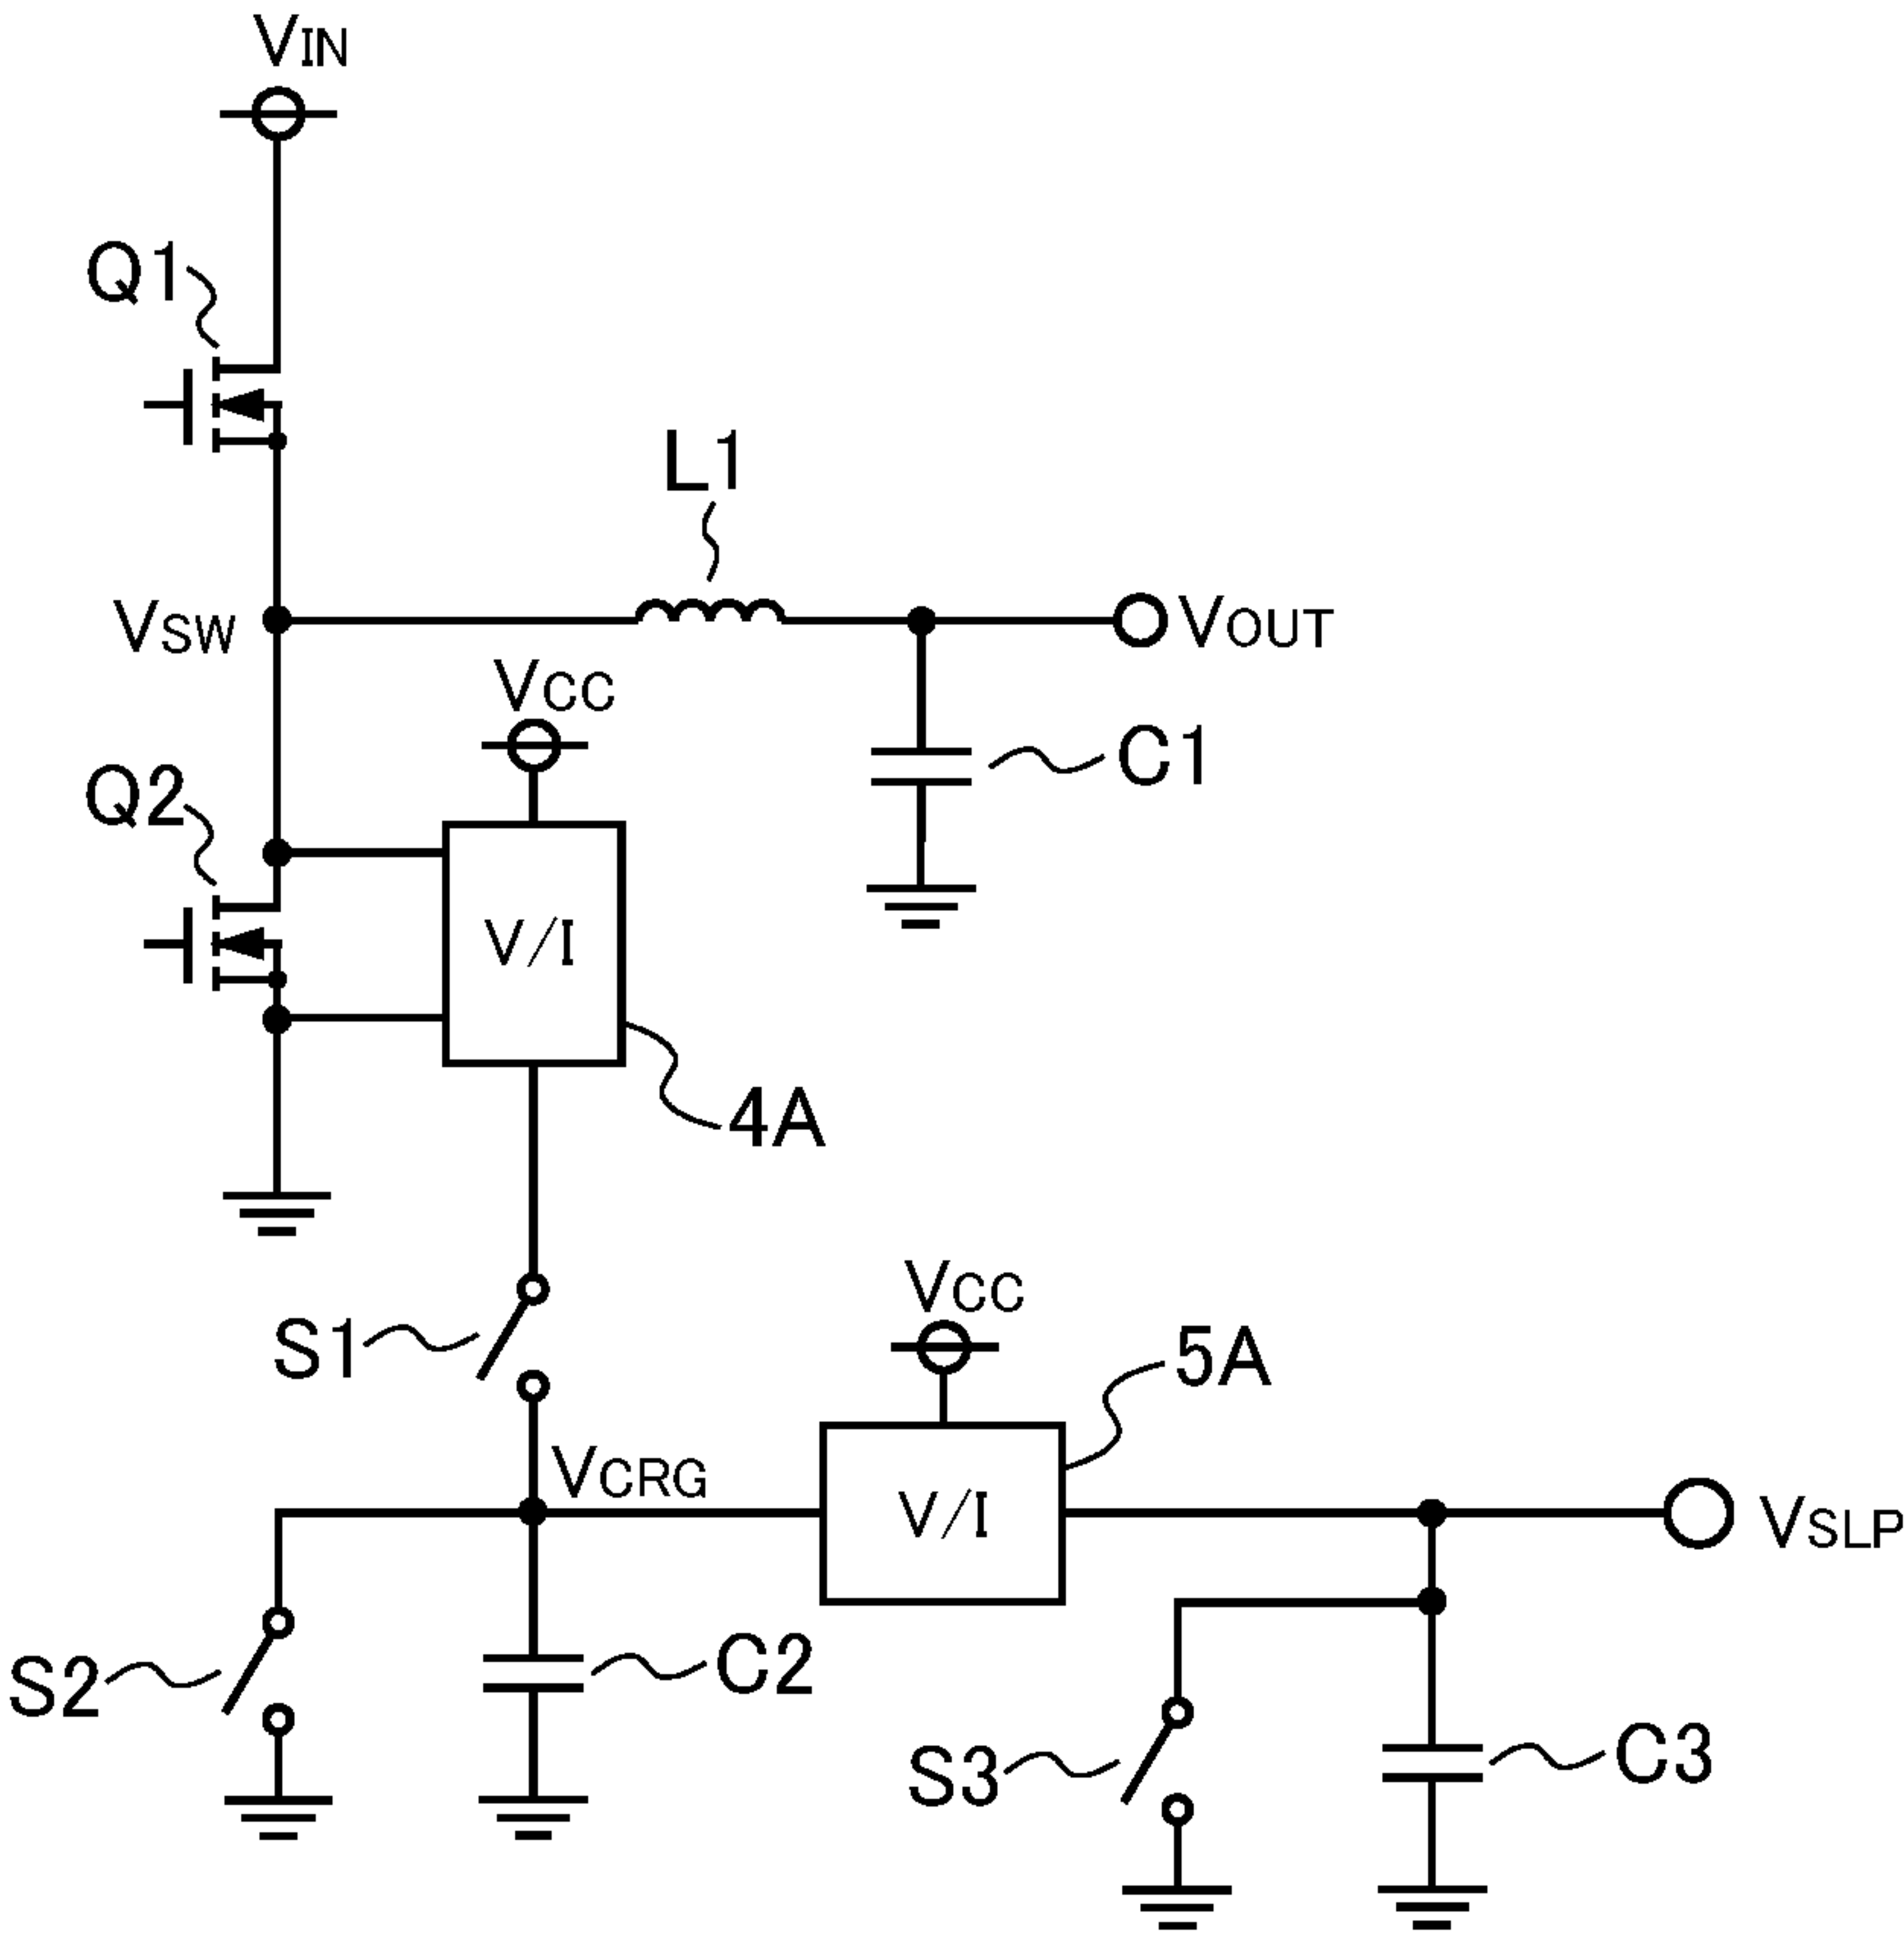 VIN
Q1
L1
VSW
VOUT
VCC
C1
Q2
V/I
4A
S1
VCC
5A
VCRG
V/I
VSLP
S2
C2
S3
C3